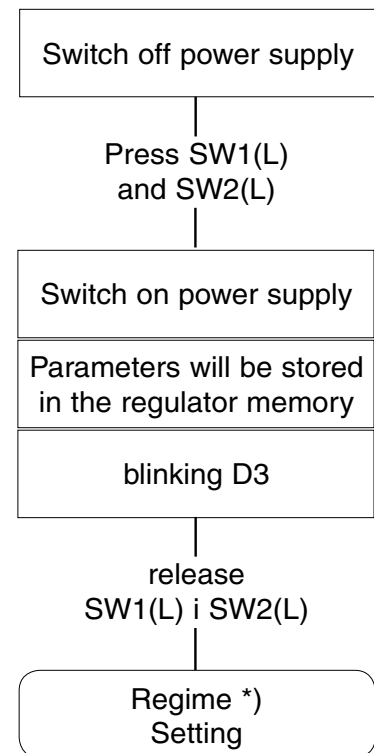 Switch off power supply
Press SW1(L)
and SW2(L)
Switch on power supply
Parameters will be stored
in the regulator memory
blinking D3
release
SW1(L) i SW2(L)
Regime *)
Setting